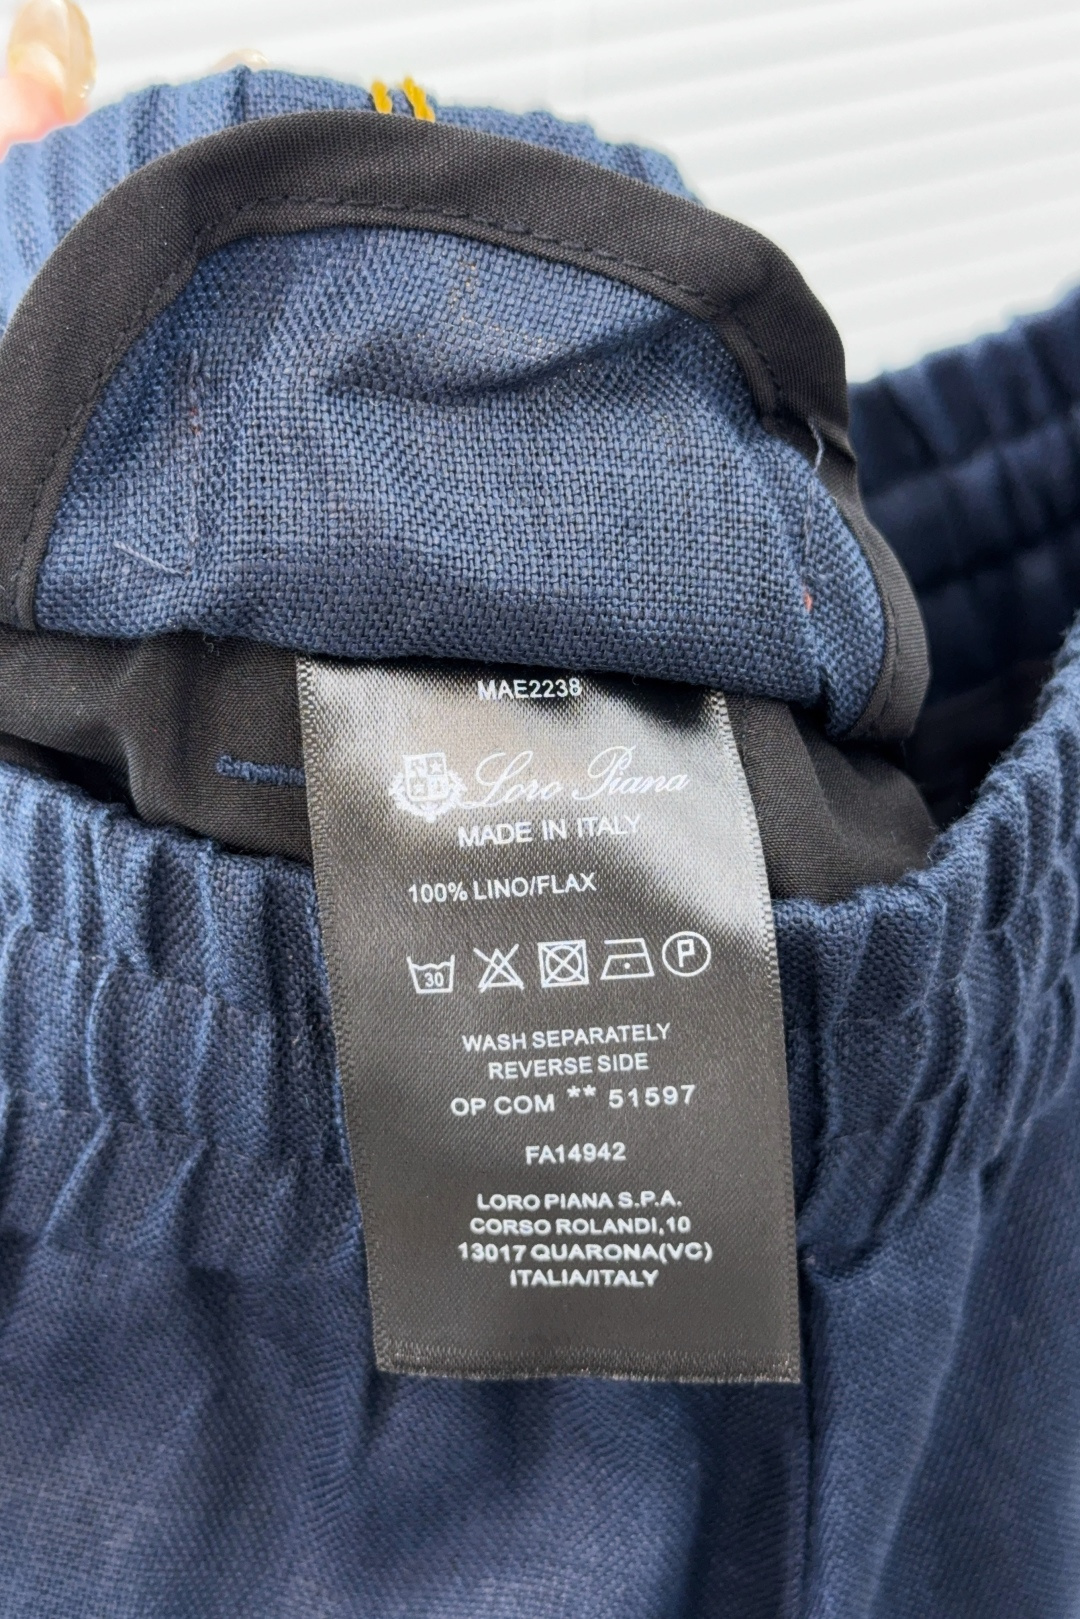 MAE2238
Loro Piana
MADE IN ITALY
100% LINO/FLAX
30 P
WASH SEPARATELY
REVERSE SIDE
OP COM ** 51597
FA14942
LORO PIANA S.P.A.
CORSO ROLANDI,10
13017 QUARONA(VC)
ITALIA/ITALY